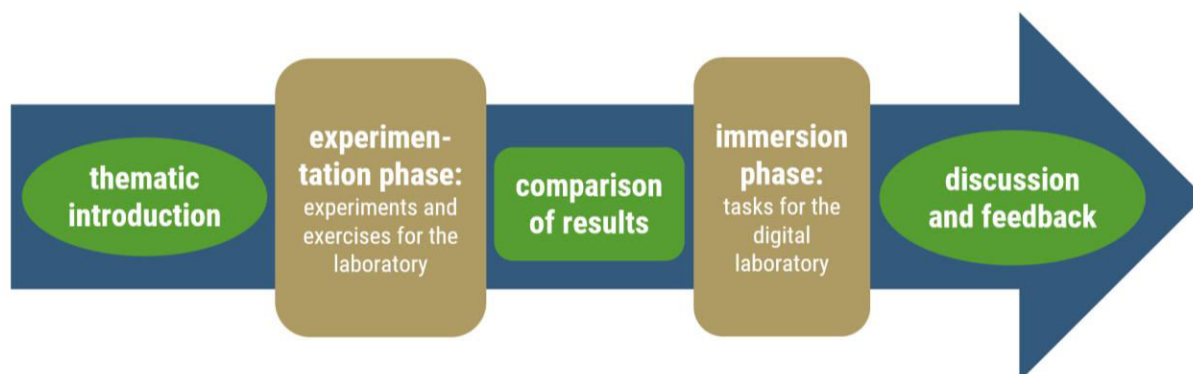 thematic
introduction
experimen-
tation phase:
experiments and
exercises for the
laboratory
comparison
of results
immersion
phase:
tasks for the
digital
laboratory
discussion
and feedback